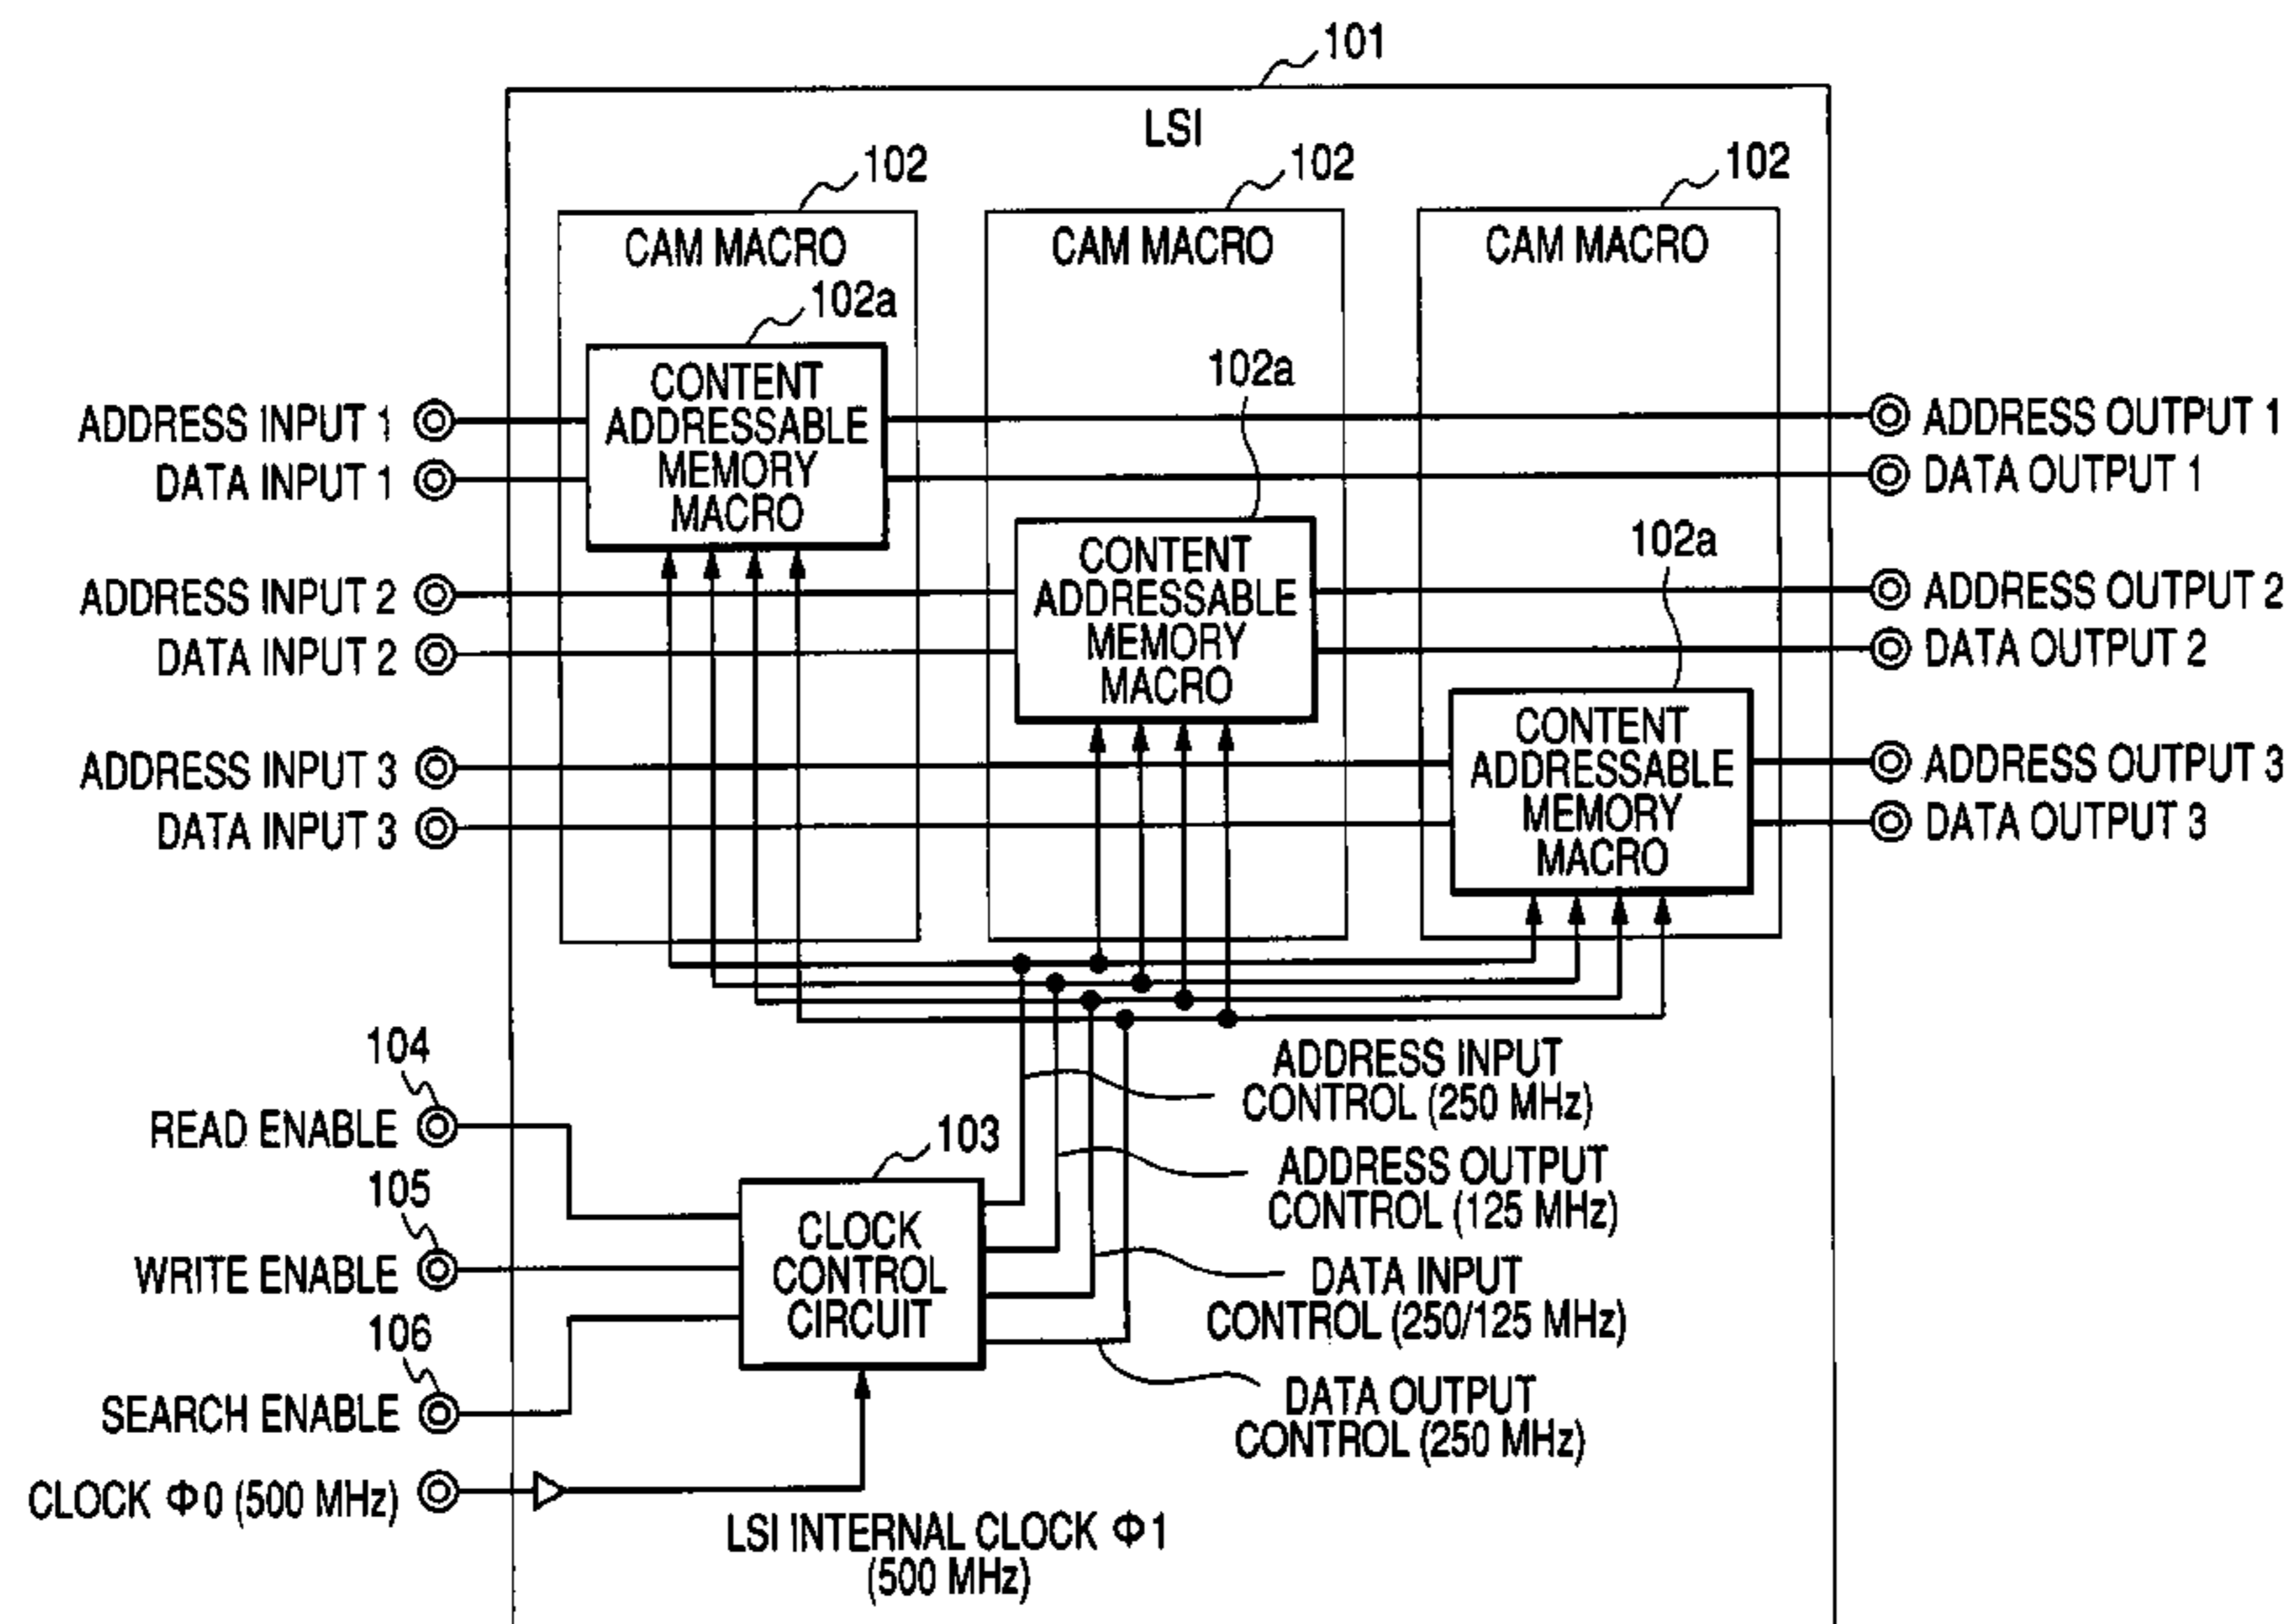 101
LSI
102
102
102
CAM MACRO
CAM MACRO
CAM MACRO
102a
CONTENT
ADDRESSABLE
MEMORY
MACRO
102a
CONTENT
ADDRESSABLE
MEMORY
MACRO
102a
CONTENT
ADDRESSABLE
MEMORY
MACRO
ADDRESS INPUT 1
DATA INPUT 1
ADDRESS INPUT 2
DATA INPUT 2
ADDRESS INPUT 3
DATA INPUT 3
ADDRESS OUTPUT 1
DATA OUTPUT 1
ADDRESS OUTPUT 2
DATA OUTPUT 2
ADDRESS OUTPUT 3
DATA OUTPUT 3
104
READ ENABLE
105
WRITE ENABLE
106
SEARCH ENABLE
CLOCK Φ0 (500 MHz)
103
CLOCK
CONTROL
CIRCUIT
LSI INTERNAL CLOCK Φ1
(500 MHz)
ADDRESS INPUT
CONTROL (250 MHz)
ADDRESS OUTPUT
CONTROL (125 MHz)
DATA INPUT
CONTROL (250/125 MHz)
DATA OUTPUT
CONTROL (250 MHz)